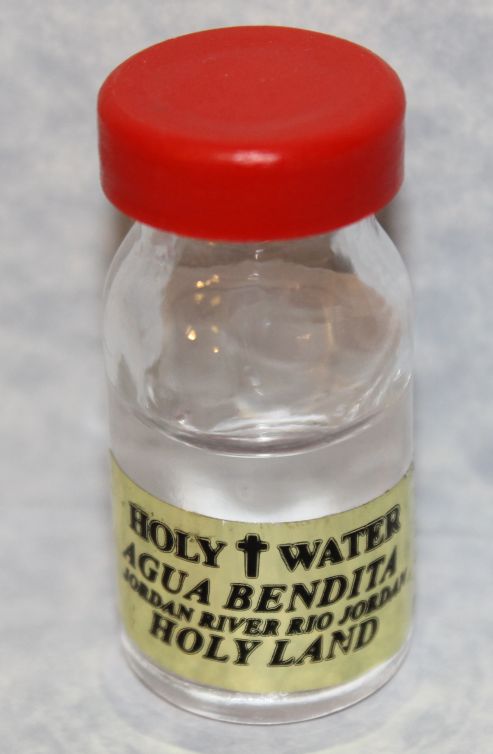 HOLY ✝ WATER
AGUA BENDITA
JORDAN RIVER RIO JORDAN
HOLY LAND